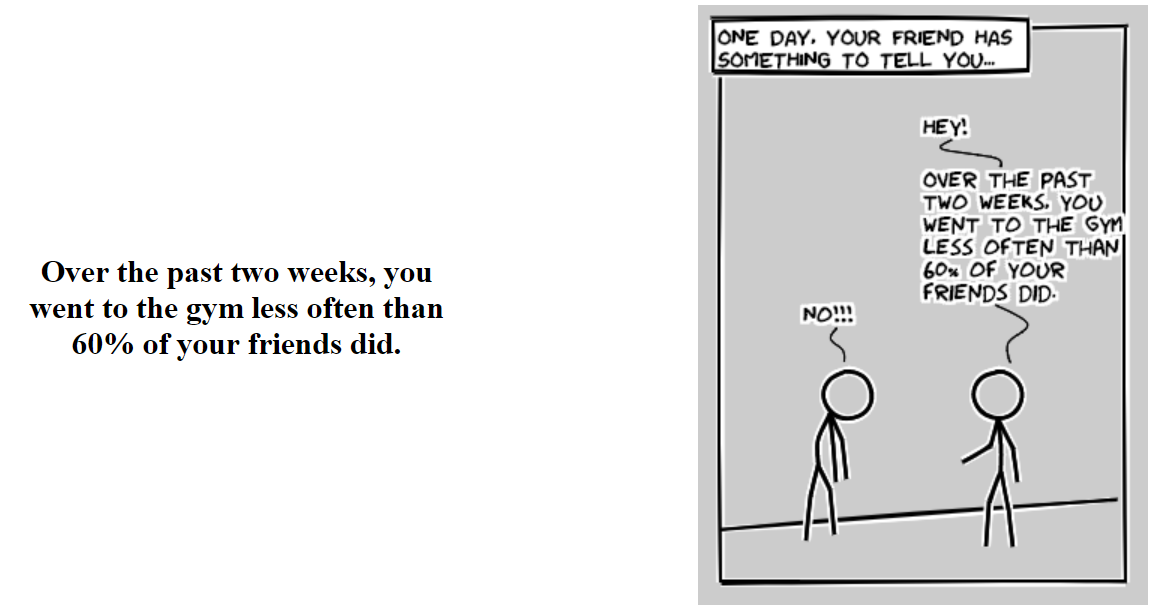 Over the past two weeks, you
went to the gym less often than
60% of your friends did.
ONE DAY, YOUR FRIEND HAS
SOMETHING TO TELL YOU...
HEY!
OVER THE PAST
TWO WEEKS, YOU
WENT TO THE GYM
LESS OFTEN THAN
60% OF YOUR
FRIENDS DID.
NO!!!